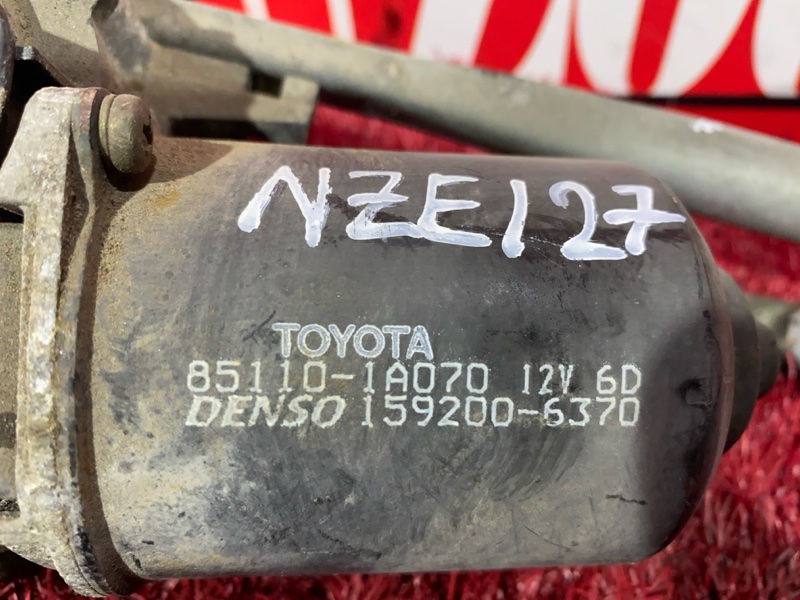 NZE127
TOYOTA
85110-1A070 12V 6D
DENSO 159200-6370